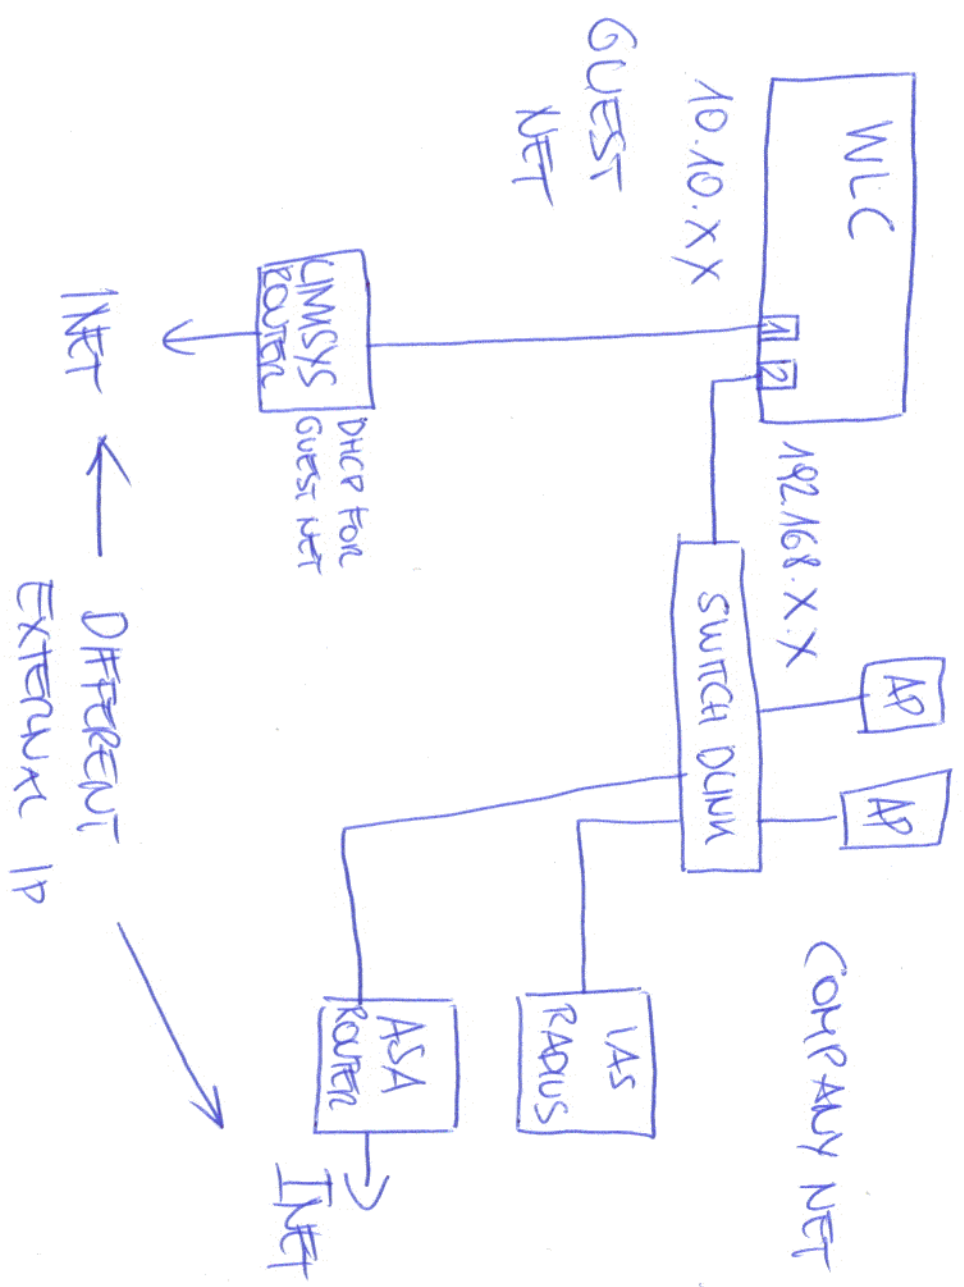 WLC
1
2
10.10.XX
GUEST
NET
192.168.X.X
AP
AP
COMPANY NET
SWITCH DLINK
LINKSYS
ROUTER
DHCP FOR
GUEST NET
INET
IAS
RADIUS
ASA
ROUTER
INET
DIFFERENT
EXTERNAL IP